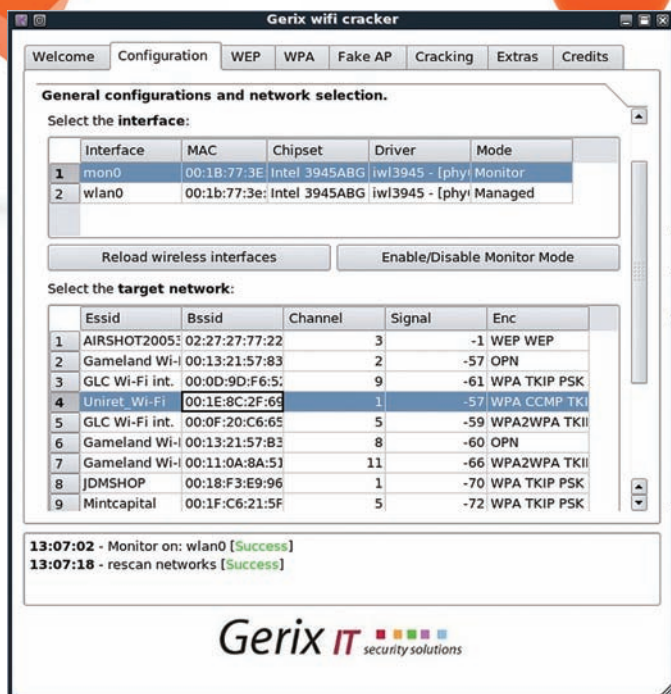 Gerix wifi cracker
Welcome Configuration WEP WPA Fake AP Cracking Extras Credits
General configurations and network selection.
Select the interface:
Interface MAC Chipset Driver Mode
1 mon0 00:1B:77:3E Intel 3945ABG iwl3945 - [phy Monitor
2 wlan0 00:1b:77:3e: Intel 3945ABG iwl3945 - [phy Managed
Reload wireless interfaces Enable/Disable Monitor Mode
Select the target network:
Essid Bssid Channel Signal Enc
1 AIRSHOT20053 02:27:27:77:22 3 -1 WEP WEP
2 Gameland Wi- 00:13:21:57:83 2 -57 OPN
3 GLC Wi-Fi int. 00:0D:9D:F6:52 9 -61 WPA TKIP PSK
4 Uniret_Wi-Fi 00:1E:8C:2F:69 1 -57 WPA CCMP TKI
5 GLC Wi-Fi int. 00:0F:20:C6:65 5 -59 WPA2WPA TKI
6 Gameland Wi- 00:13:21:57:B3 8 -60 OPN
7 Gameland Wi- 00:11:0A:8A:51 11 -66 WPA2WPA TKI
8 JDMSHOP 00:18:F3:E9:96 1 -70 WPA TKIP PSK
9 Mintcapital 00:1F:C6:21:5F 5 -72 WPA TKIP PSK
13:07:02 - Monitor on: wlan0 [Success]
13:07:18 - rescan networks [Success]
Gerix IT security solutions